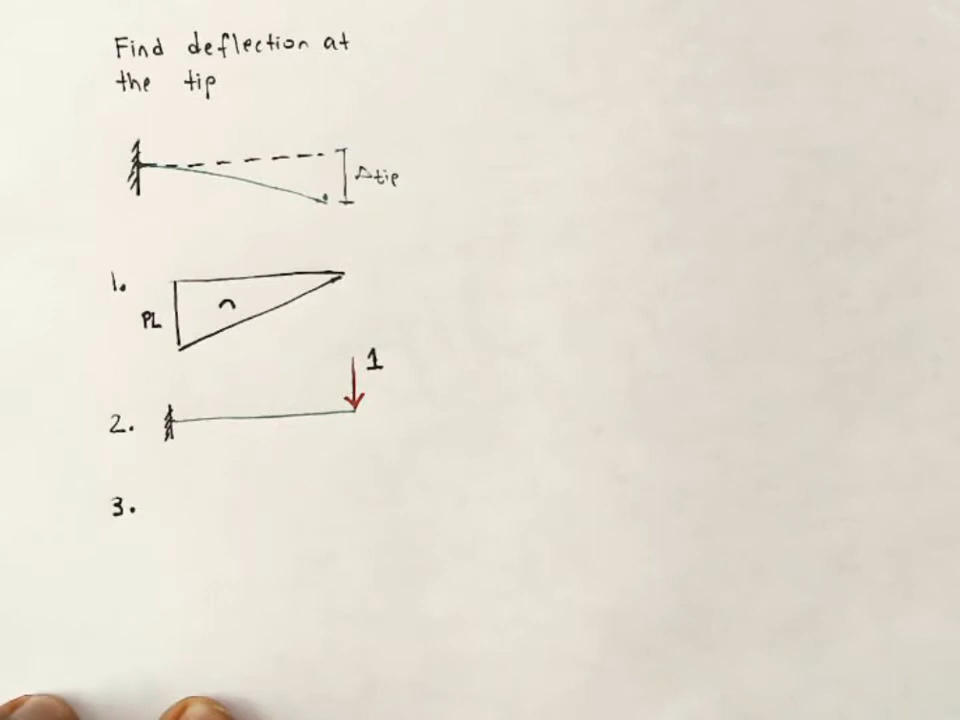 Find deflection at
the tip
Δtip
1.
PL
1
2.
3.